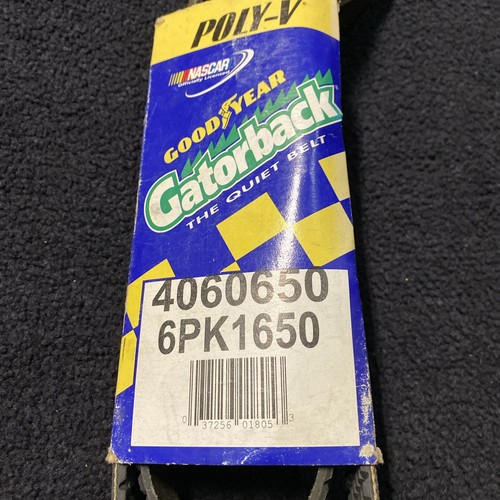 POLY-V
NASCAR
Officially Licensed
GOODYEAR
Gatorback
THE QUIET BELT
4060650
6PK1650
0 37256 01805 3